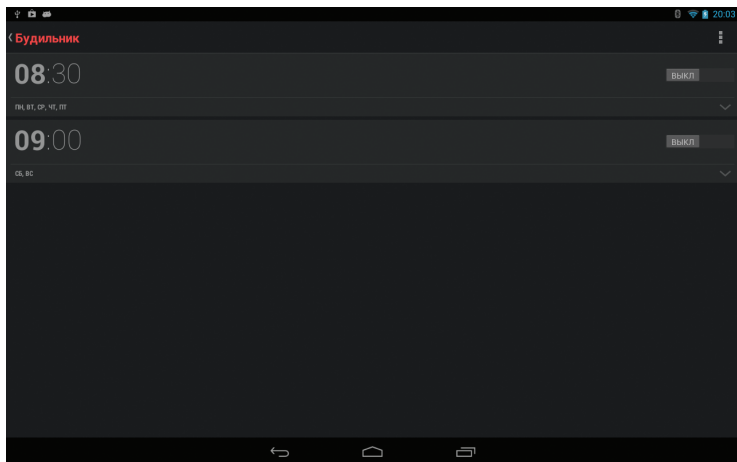 20:03
Будильник
08:30
ВЫКЛ
ПН, ВТ, СР, ЧТ, ПТ
09:00
ВЫКЛ
СБ, ВС